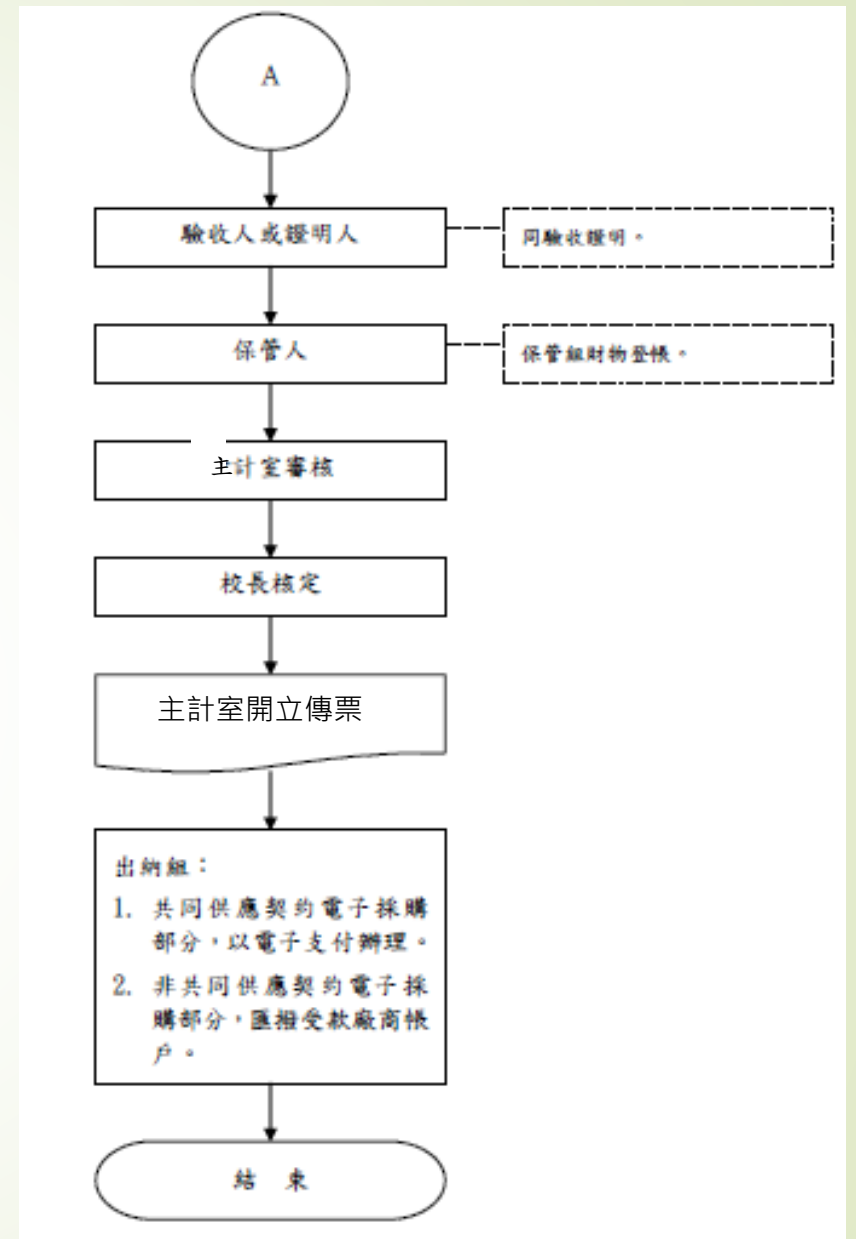 A
驗收人或證明人
同驗收證明。
保管人
保管組財物登帳。
主計室審核
校長核定
主計室開立傳票
出納組：
1. 共同供應契約電子採購
部分，以電子支付辦理。
2. 非共同供應契約電子採
購部分，匯撥受款廠商帳
戶。
結 束